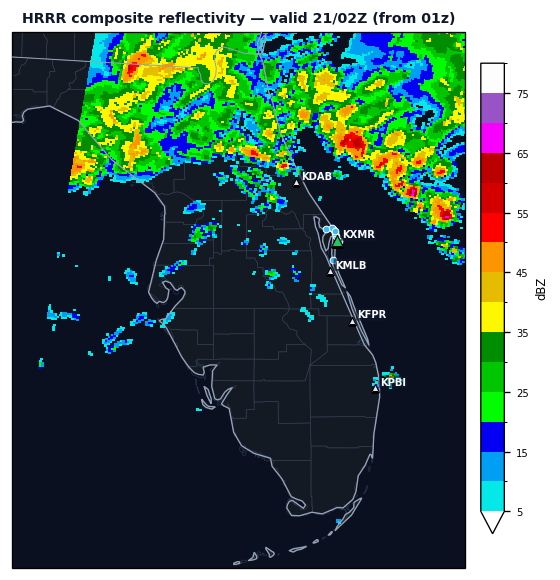 HRRR composite reflectivity — valid 21/02Z (from 01z)
KDAB
KXMR
KMLB
KFPR
KPBI
75
65
55
45
35
25
15
5
dBZ